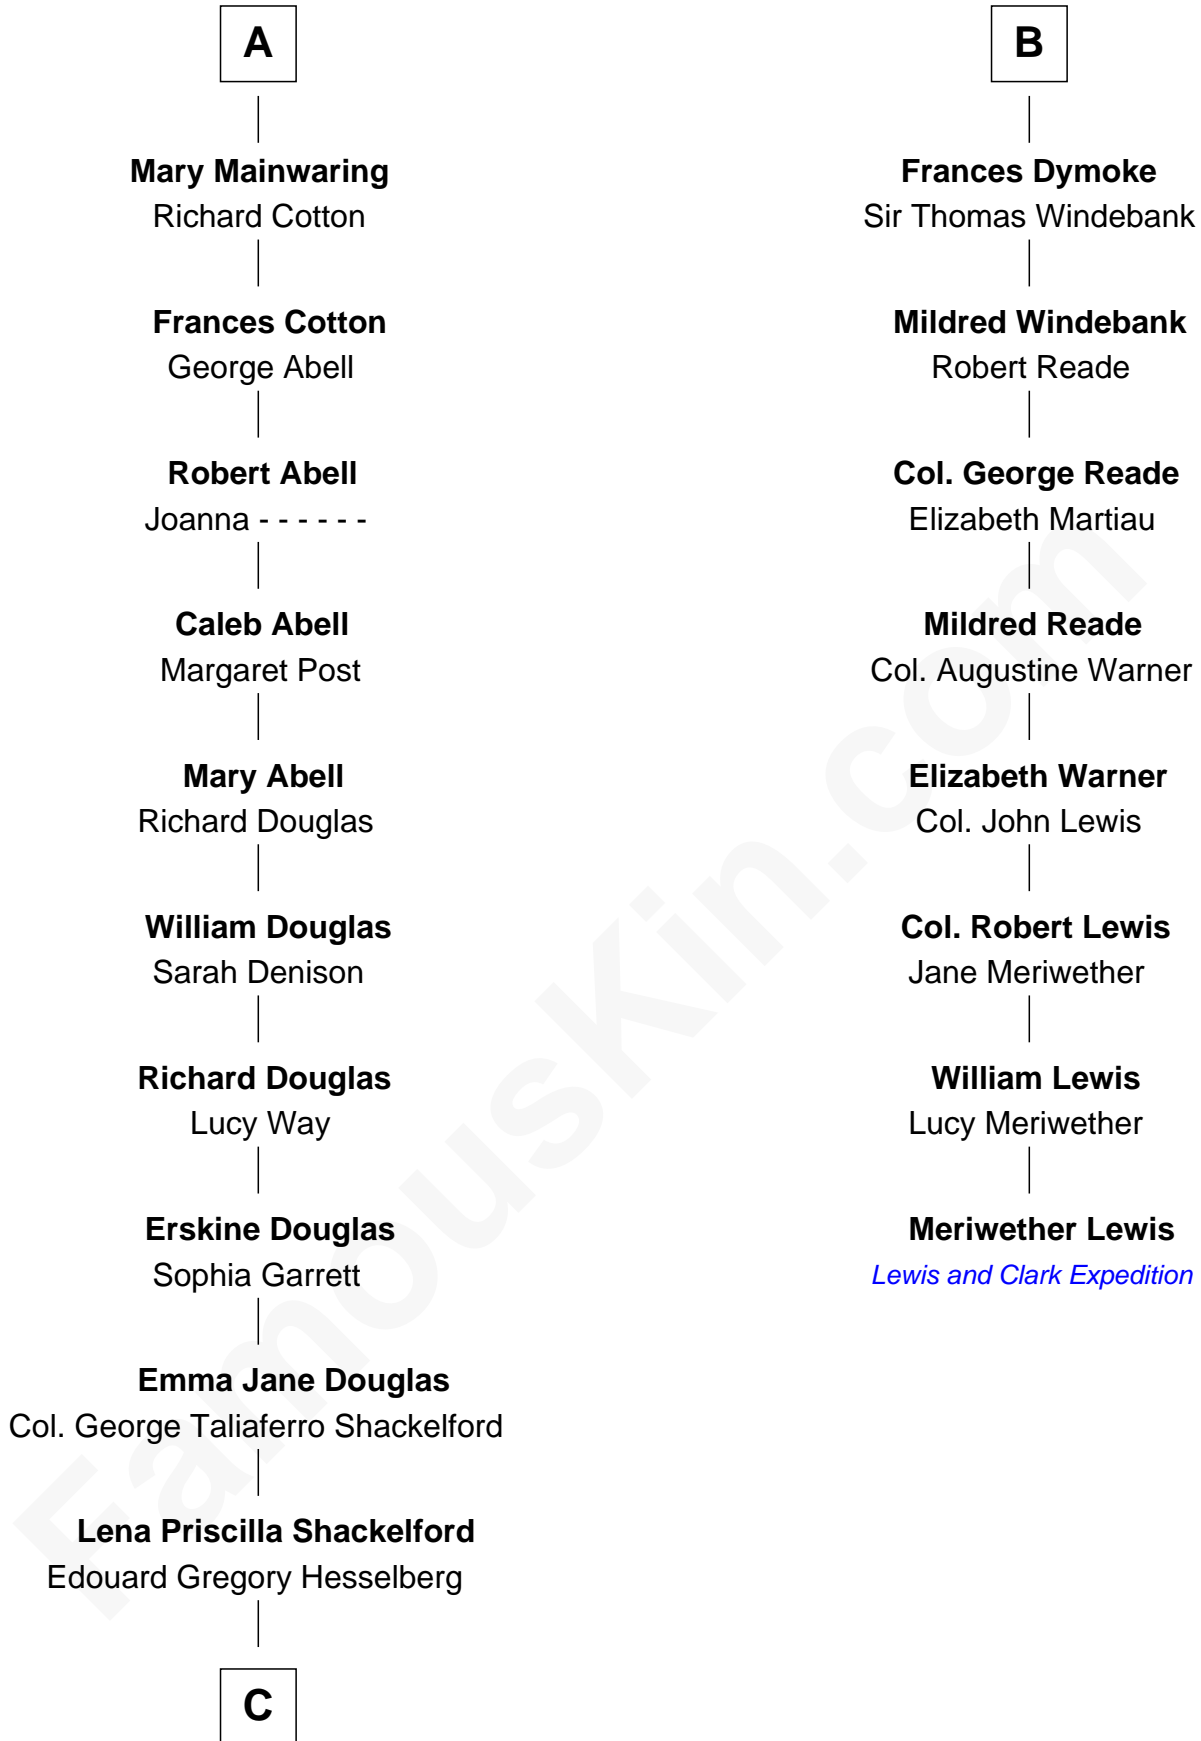 A
Mary Mainwaring
Richard Cotton
Frances Cotton
George Abell
Robert Abell
Joanna - - - - - -
Caleb Abell
Margaret Post
Mary Abell
Richard Douglas
William Douglas
Sarah Denison
Richard Douglas
Lucy Way
Erskine Douglas
Sophia Garrett
Emma Jane Douglas
Col. George Taliaferro Shackelford
Lena Priscilla Shackelford
Edouard Gregory Hesselberg
C
B
Frances Dymoke
Sir Thomas Windebank
Mildred Windebank
Robert Reade
Col. George Reade
Elizabeth Martiau
Mildred Reade
Col. Augustine Warner
Elizabeth Warner
Col. John Lewis
Col. Robert Lewis
Jane Meriwether
William Lewis
Lucy Meriwether
Meriwether Lewis
Lewis and Clark Expedition
FamousKin.com